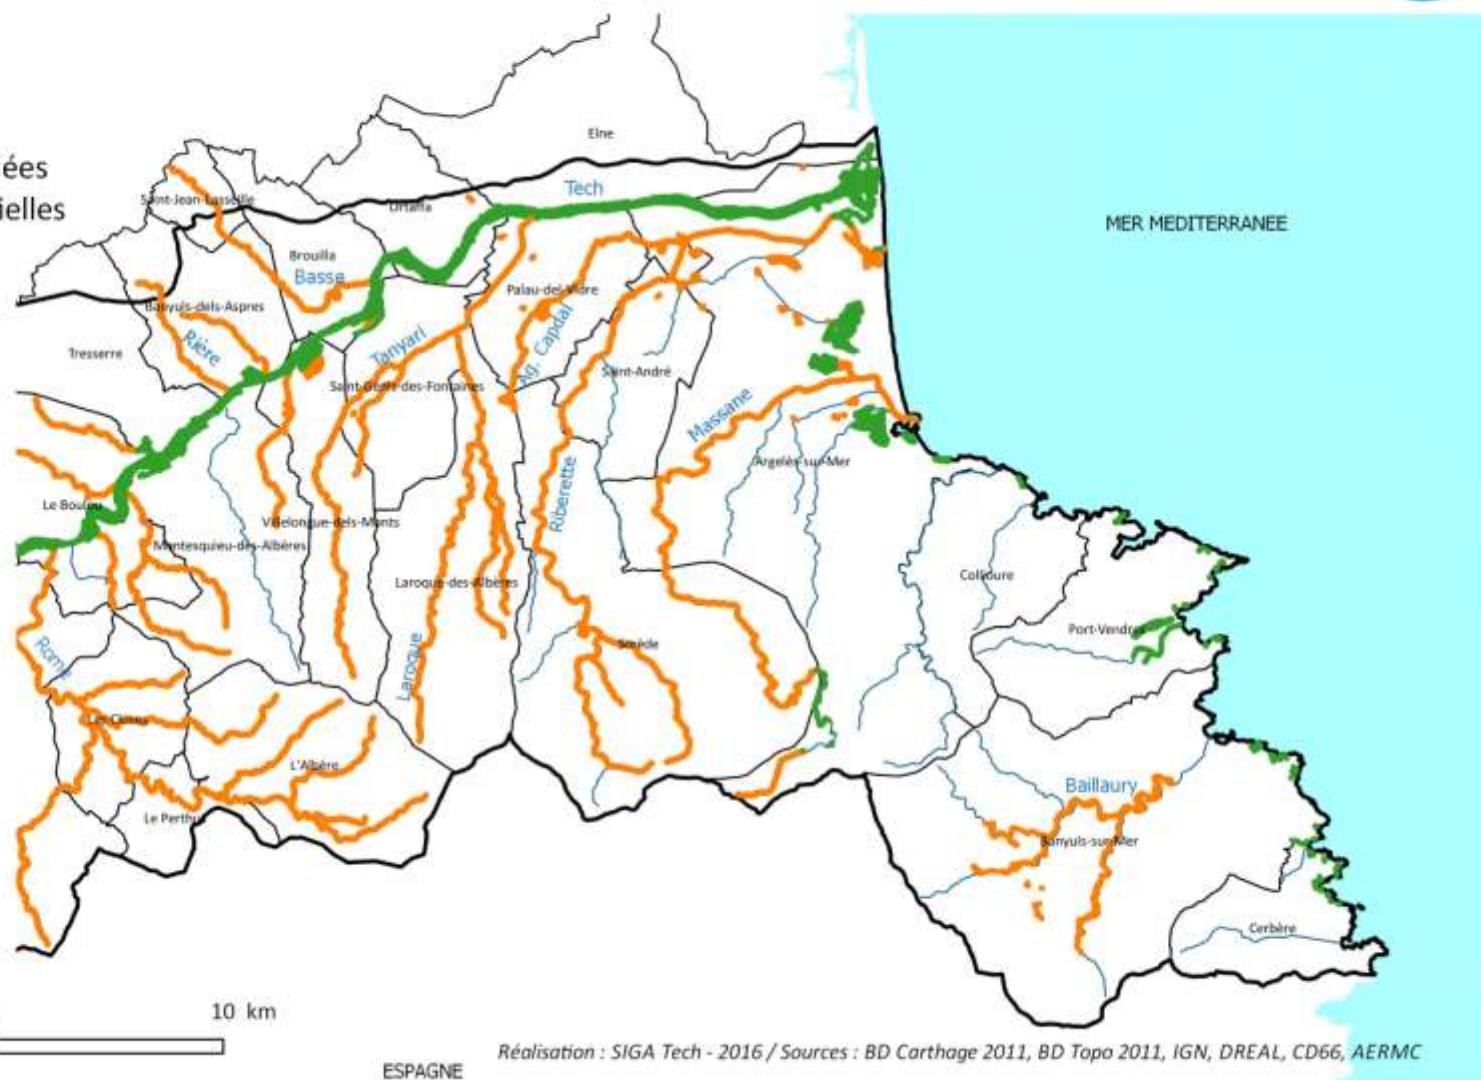 ées
ielles
Elne
Tech
Saint-Jean-Lasseille
Ortaffa
MER MEDITERRANEE
Brouilla
Basse
Palau-del-Vidre
Banyuls-dels-Aspres
Rière
Tanyari
Ag. Capdal
Tresserre
Saint-André
Saint-Génis-des-Fontaines
Massane
Argelès-sur-Mer
Riberette
Le Boulou
Villelongue-dels-Monts
Montesquieu-des-Albères
Laroque-des-Albères
Collioure
Port-Vendres
Rome
Sorède
Laroque
Les Cluses
L'Albère
Baillaury
Le Perthus
Banyuls-sur-Mer
Cerbère
10 km
Réalisation : SIGA Tech - 2016 / Sources : BD Carthage 2011, BD Topo 2011, IGN, DREAL, CD66, AERMC
ESPAGNE